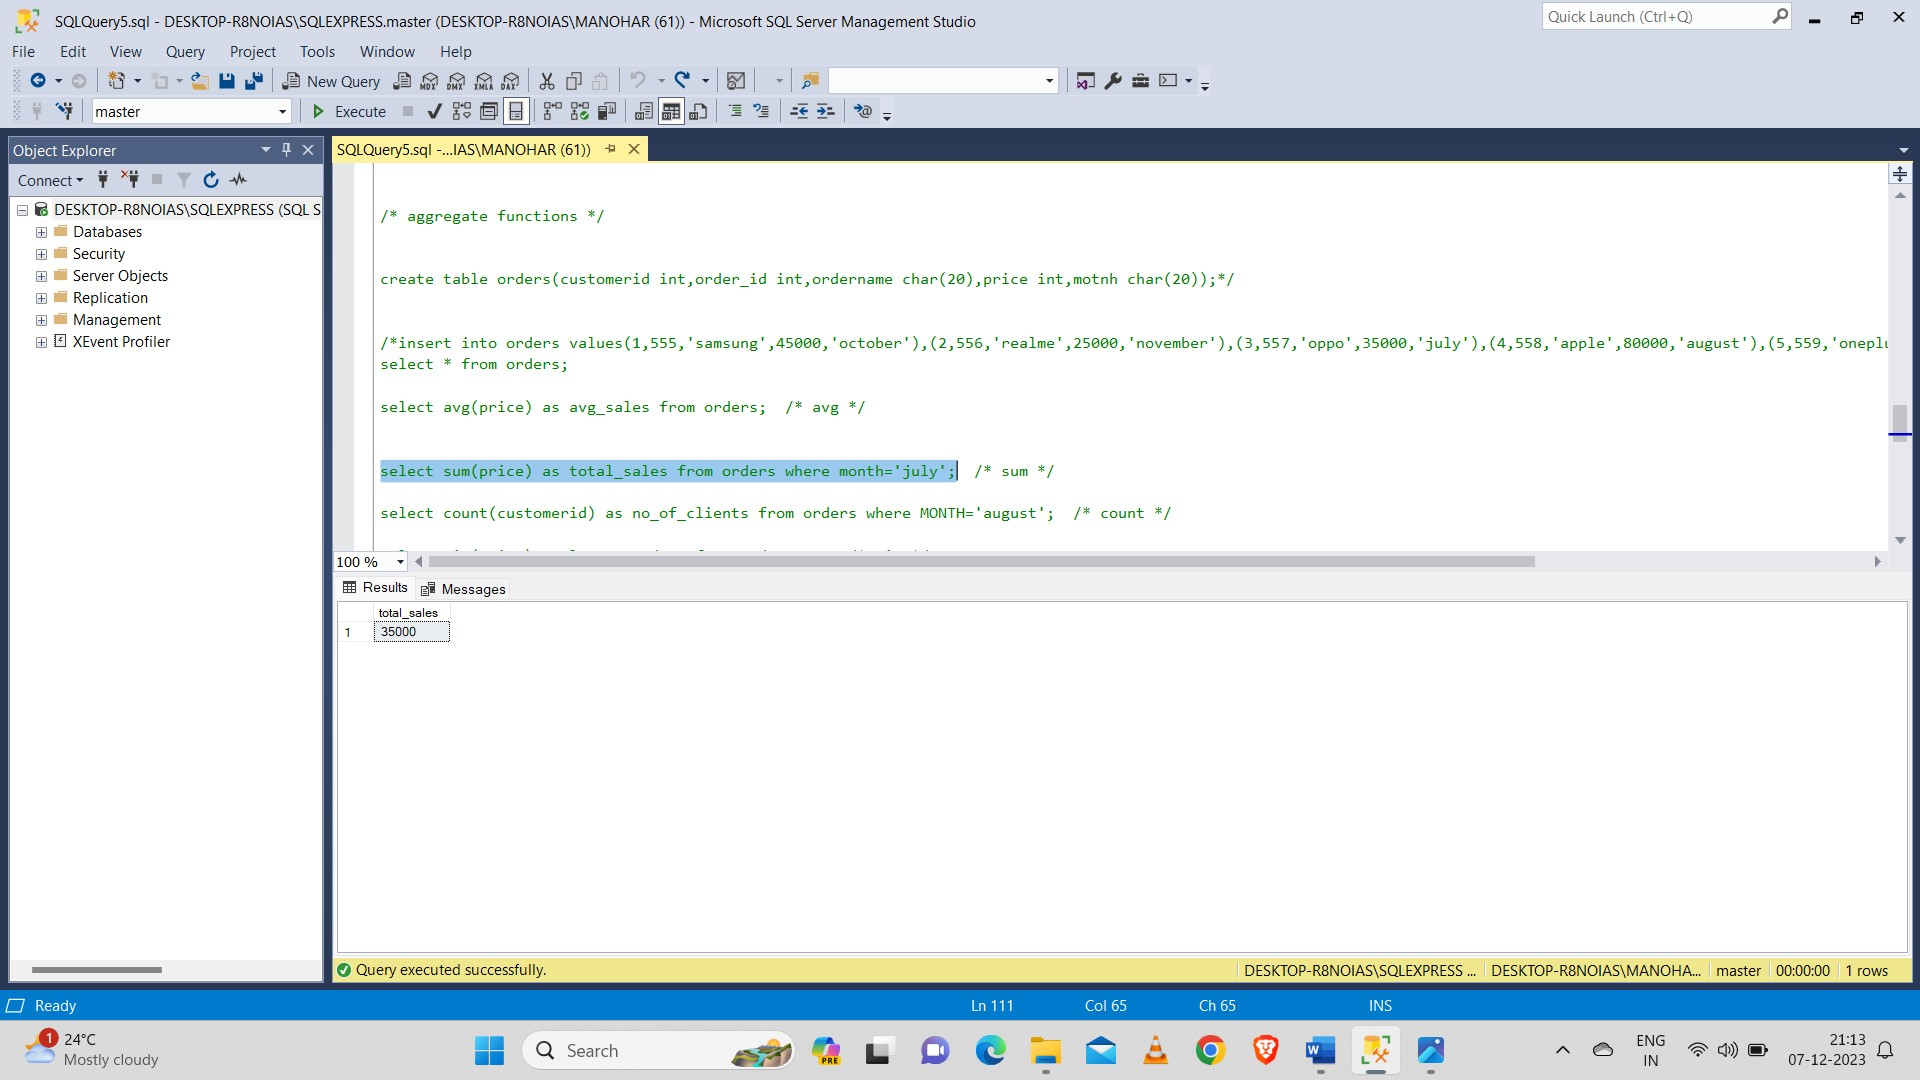 SQLQuery5.sql - DESKTOP-R8NOIAS\SQLEXPRESS.master (DESKTOP-R8NOIAS\MANOHAR (61)) - Microsoft SQL Server Management Studio
Quick Launch (Ctrl+Q)
File Edit View Query Project Tools Window Help
New Query
MDX DMX XMLA DAX
master
Execute
Object Explorer
SQLQuery5.sql -...IAS\MANOHAR (61))
Connect
DESKTOP-R8NOIAS\SQLEXPRESS (SQL S
Databases
Security
Server Objects
Replication
Management
XEvent Profiler
/* aggregate functions */
create table orders(customerid int,order_id int,ordername char(20),price int,motnh char(20));*/
/*insert into orders values(1,555,'samsung',45000,'october'),(2,556,'realme',25000,'november'),(3,557,'oppo',35000,'july'),(4,558,'apple',80000,'august'),(5,559,'oneplu
select * from orders;
select avg(price) as avg_sales from orders; /* avg */
select sum(price) as total_sales from orders where month='july'; /* sum */
select count(customerid) as no_of_clients from orders where MONTH='august'; /* count */
100 %
Results Messages
total_sales
1 35000
Query executed successfully.
DESKTOP-R8NOIAS\SQLEXPRESS ... DESKTOP-R8NOIAS\MANOHA... master 00:00:00 1 rows
Ready
Ln 111 Col 65 Ch 65 INS
1
24°C
Mostly cloudy
Search
PRE
ENG
IN
21:13
07-12-2023